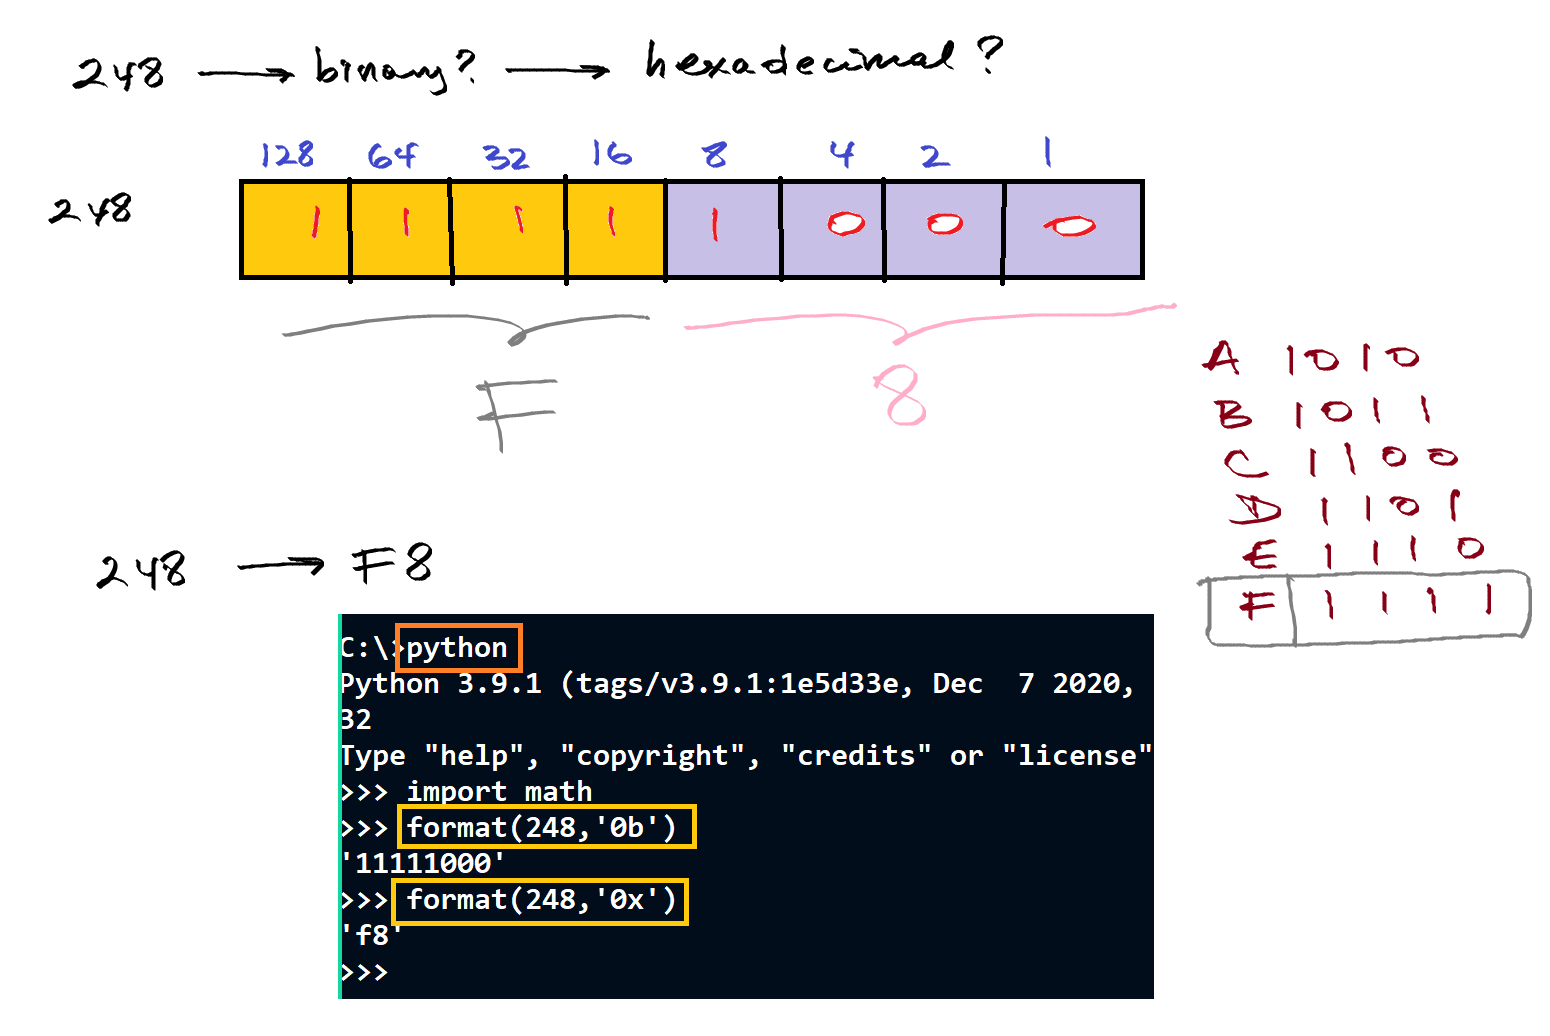 248 → binary? → hexadecimal?
128 64 32 16 8 4 2 1
248 1 1 1 1 1 0 0 0
F 8
A 1010
B 1011
C 1100
D 1101
E 1110
F 1111
248 → F8
C:\>python
Python 3.9.1 (tags/v3.9.1:1e5d33e, Dec  7 2020,
32
Type "help", "copyright", "credits" or "license"
>>> import math
>>> format(248,'0b')
'11111000'
>>> format(248,'0x')
'f8'
>>>